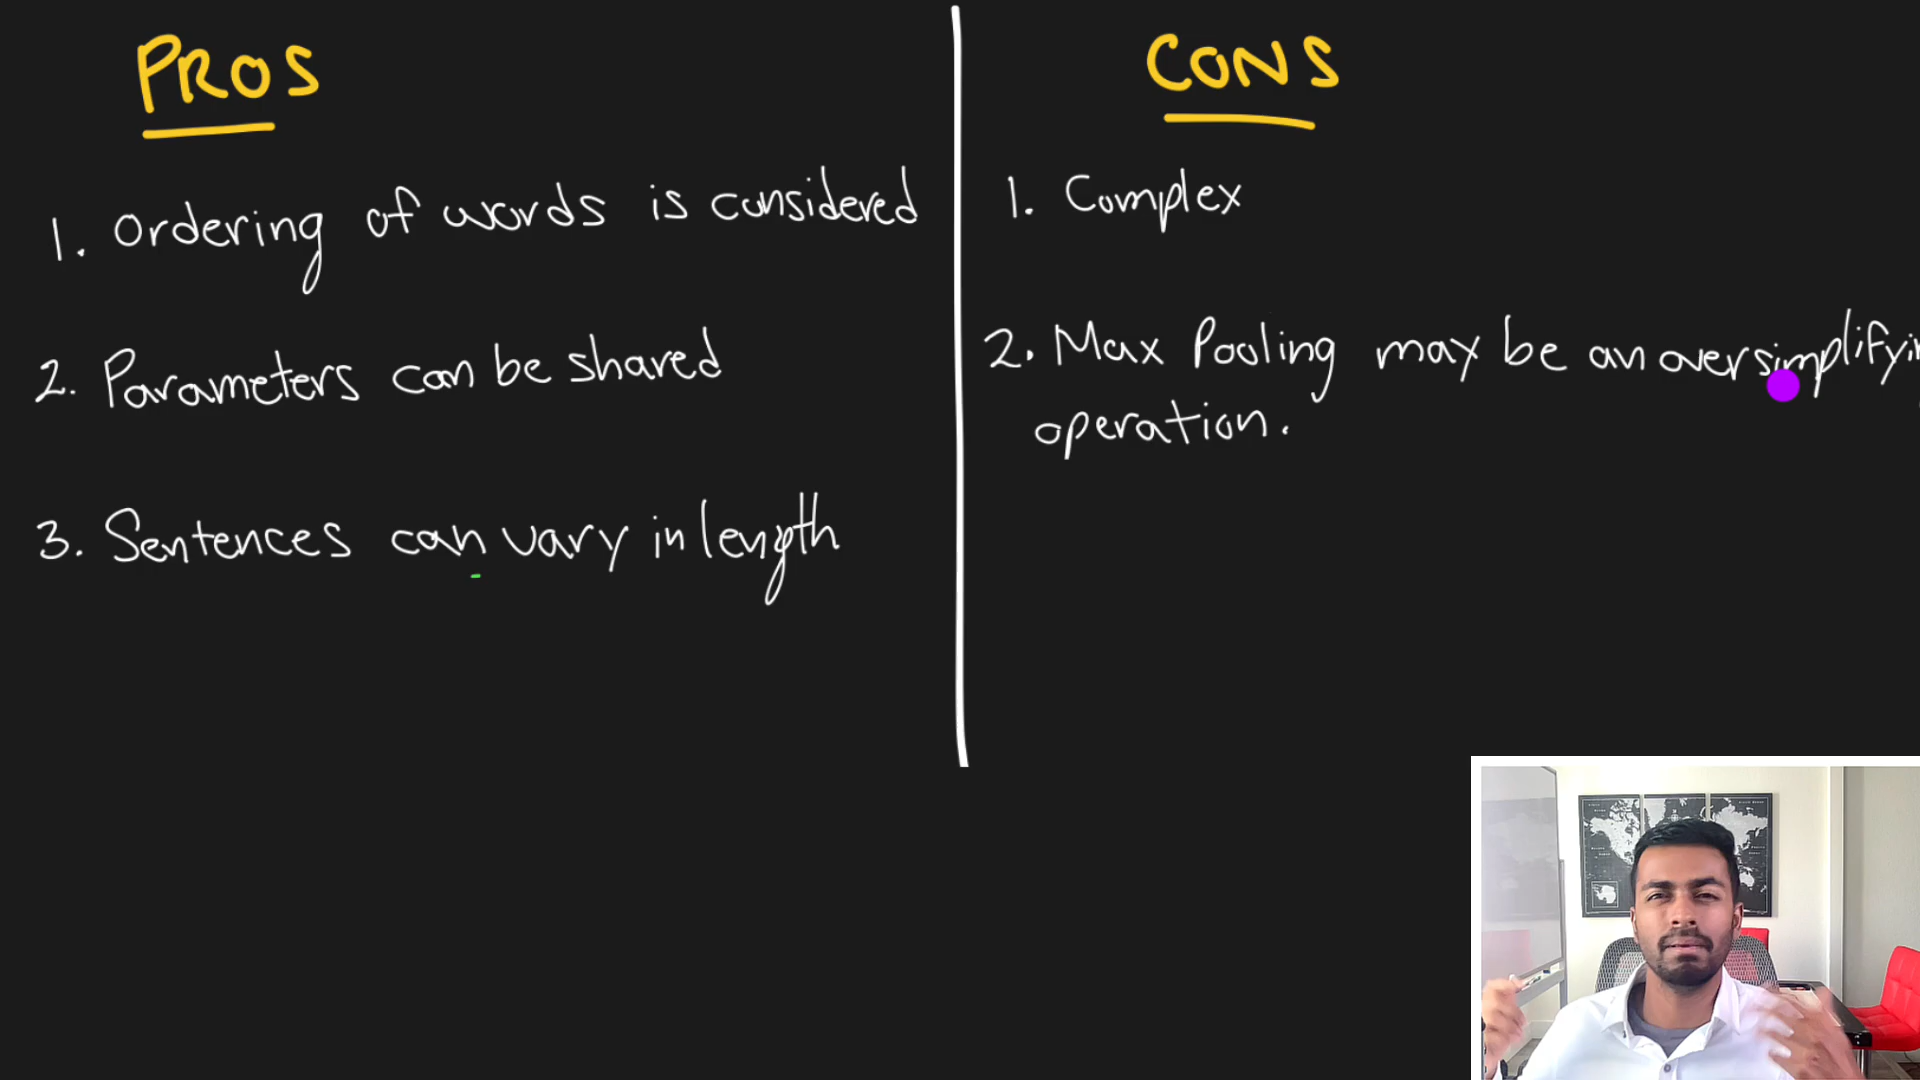 PROS
1. Ordering of words is considered
2. Parameters can be shared
3. Sentences can vary in length
CONS
1. Complex
2. Max Pooling may be an
operation.